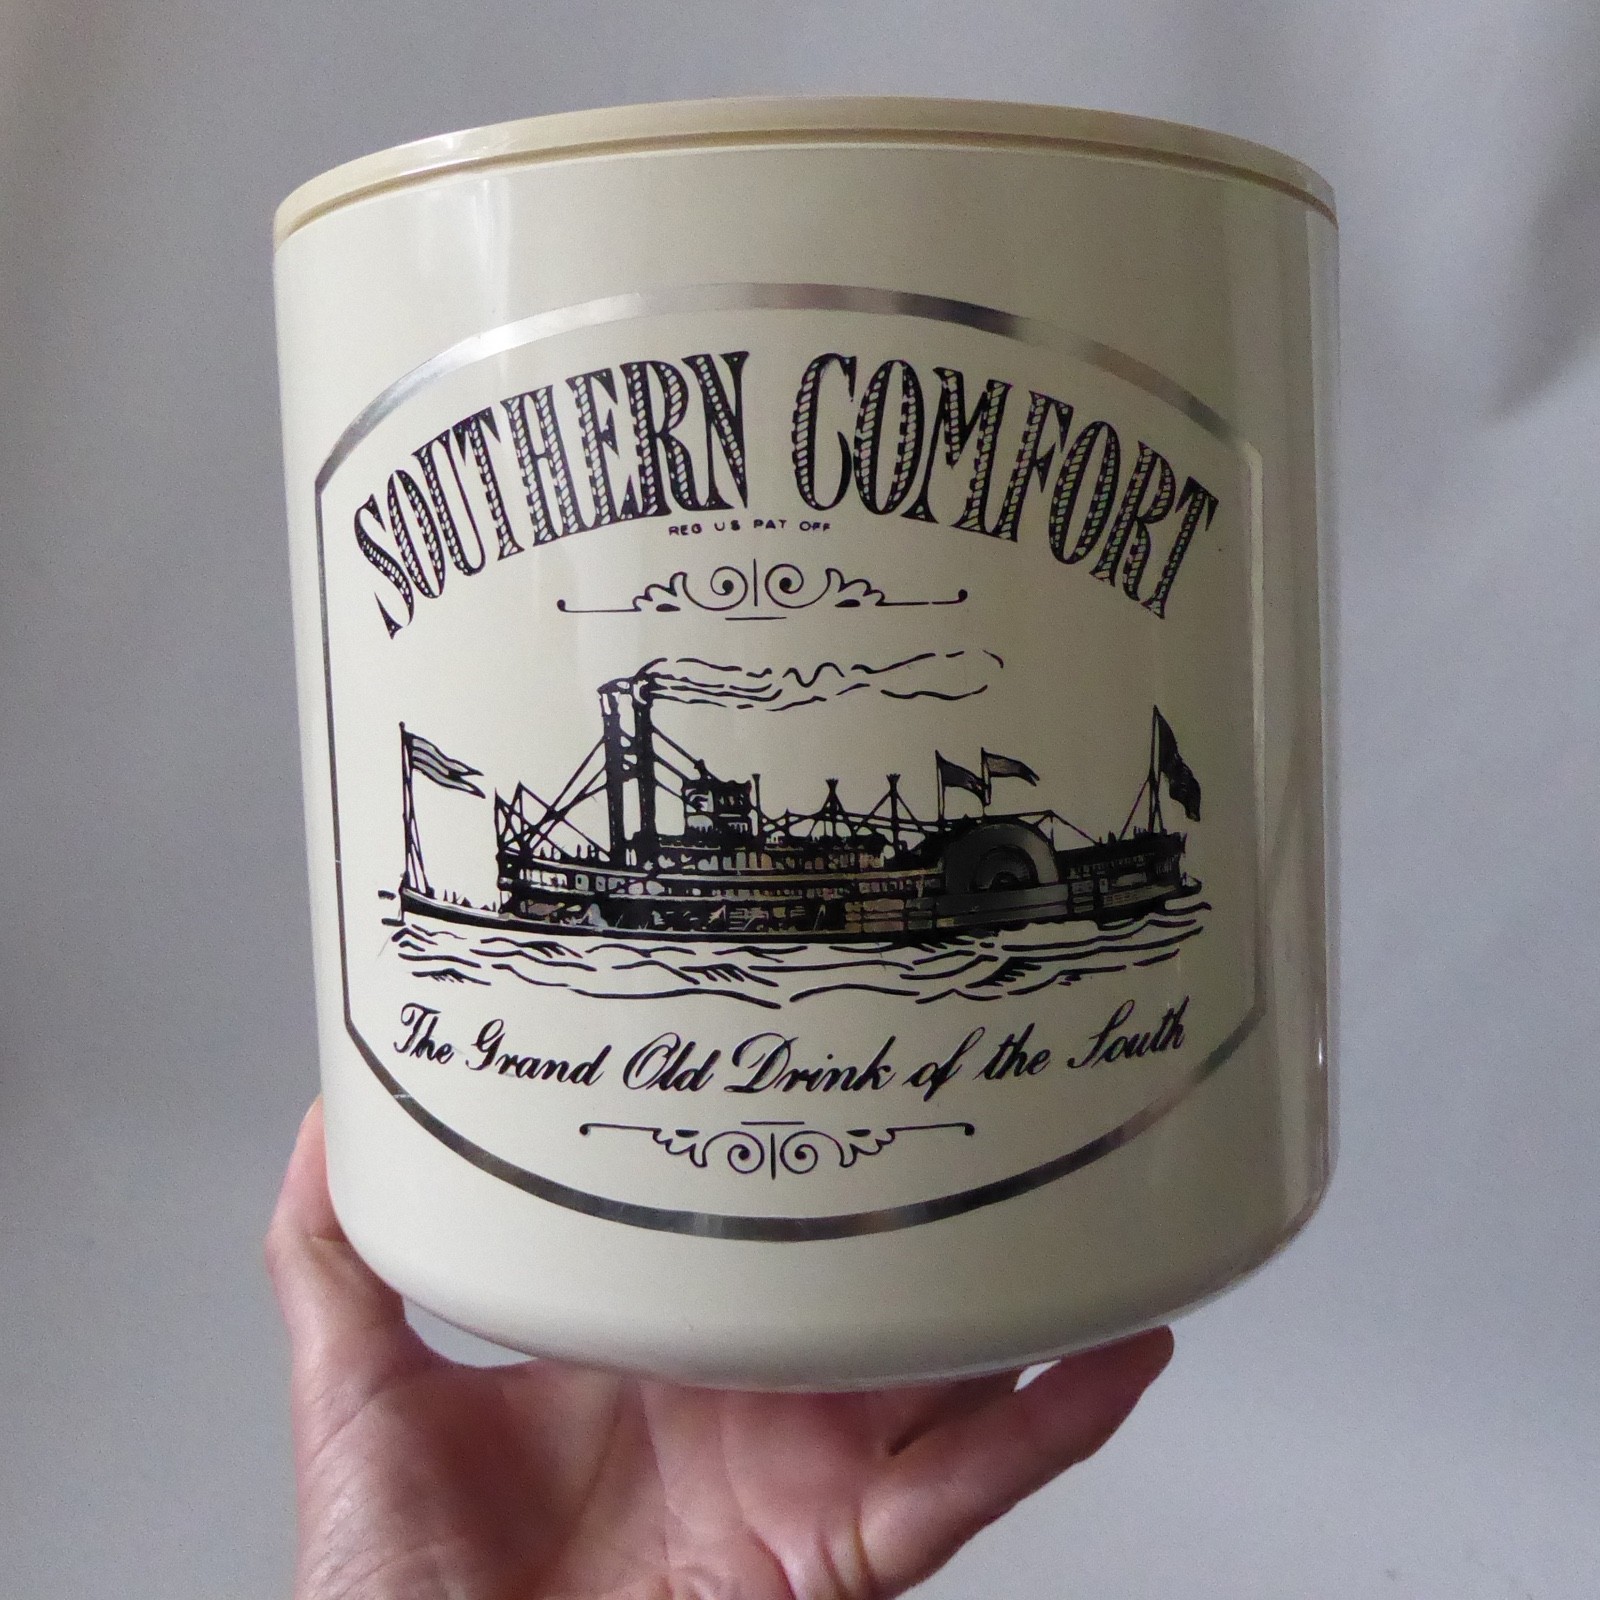 SOUTHERN COMFORT
REG US PAT OFF
The Grand Old Drink of the South